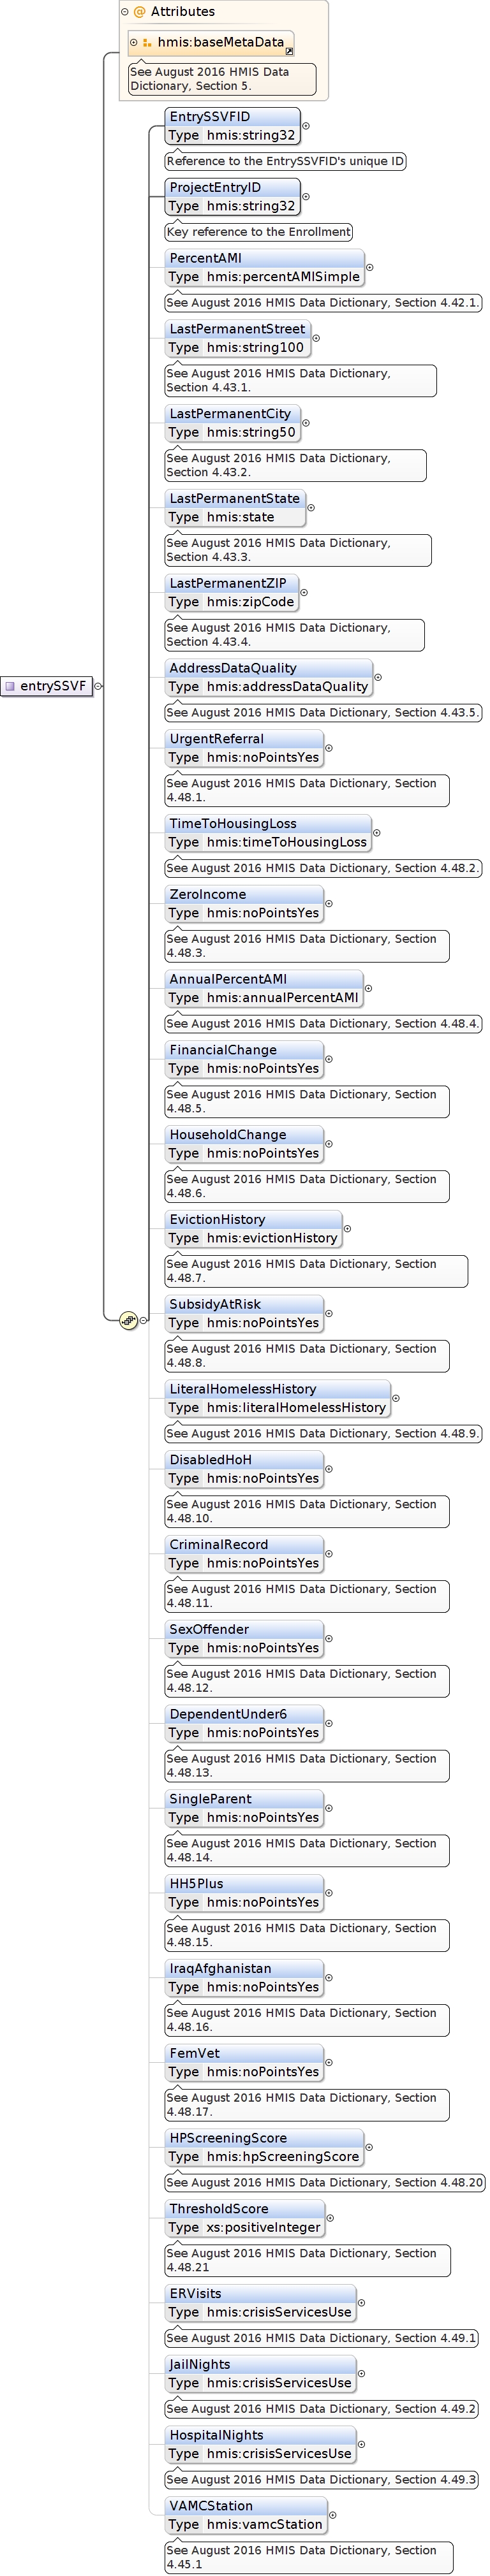 @ Attributes
hmis:baseMetaData
See August 2016 HMIS Data
Dictionary, Section 5.
EntrySSVFID
Type hmis:string32
Reference to the EntrySSVFID's unique ID
ProjectEntryID
Type hmis:string32
Key reference to the Enrollment
PercentAMI
Type hmis:percentAMISimple
See August 2016 HMIS Data Dictionary, Section 4.42.1.
LastPermanentStreet
Type hmis:string100
See August 2016 HMIS Data Dictionary,
Section 4.43.1.
LastPermanentCity
Type hmis:string50
See August 2016 HMIS Data Dictionary,
Section 4.43.2.
LastPermanentState
Type hmis:state
See August 2016 HMIS Data Dictionary,
Section 4.43.3.
LastPermanentZIP
Type hmis:zipCode
See August 2016 HMIS Data Dictionary,
Section 4.43.4.
AddressDataQuality
Type hmis:addressDataQuality
See August 2016 HMIS Data Dictionary, Section 4.43.5.
entrySSVF
UrgentReferral
Type hmis:noPointsYes
See August 2016 HMIS Data Dictionary, Section
4.48.1.
TimeToHousingLoss
Type hmis:timeToHousingLoss
See August 2016 HMIS Data Dictionary, Section 4.48.2.
ZeroIncome
Type hmis:noPointsYes
See August 2016 HMIS Data Dictionary, Section
4.48.3.
AnnualPercentAMI
Type hmis:annualPercentAMI
See August 2016 HMIS Data Dictionary, Section 4.48.4.
FinancialChange
Type hmis:noPointsYes
See August 2016 HMIS Data Dictionary, Section
4.48.5.
HouseholdChange
Type hmis:noPointsYes
See August 2016 HMIS Data Dictionary, Section
4.48.6.
EvictionHistory
Type hmis:evictionHistory
See August 2016 HMIS Data Dictionary, Section
4.48.7.
SubsidyAtRisk
Type hmis:noPointsYes
See August 2016 HMIS Data Dictionary, Section
4.48.8.
LiteralHomelessHistory
Type hmis:literalHomelessHistory
See August 2016 HMIS Data Dictionary, Section 4.48.9.
DisabledHoH
Type hmis:noPointsYes
See August 2016 HMIS Data Dictionary, Section
4.48.10.
CriminalRecord
Type hmis:noPointsYes
See August 2016 HMIS Data Dictionary, Section
4.48.11.
SexOffender
Type hmis:noPointsYes
See August 2016 HMIS Data Dictionary, Section
4.48.12.
DependentUnder6
Type hmis:noPointsYes
See August 2016 HMIS Data Dictionary, Section
4.48.13.
SingleParent
Type hmis:noPointsYes
See August 2016 HMIS Data Dictionary, Section
4.48.14.
HH5Plus
Type hmis:noPointsYes
See August 2016 HMIS Data Dictionary, Section
4.48.15.
IraqAfghanistan
Type hmis:noPointsYes
See August 2016 HMIS Data Dictionary, Section
4.48.16.
FemVet
Type hmis:noPointsYes
See August 2016 HMIS Data Dictionary, Section
4.48.17.
HPScreeningScore
Type hmis:hpScreeningScore
See August 2016 HMIS Data Dictionary, Section 4.48.20
ThresholdScore
Type xs:positiveInteger
See August 2016 HMIS Data Dictionary, Section
4.48.21
ERVisits
Type hmis:crisisServicesUse
See August 2016 HMIS Data Dictionary, Section 4.49.1
JailNights
Type hmis:crisisServicesUse
See August 2016 HMIS Data Dictionary, Section 4.49.2
HospitalNights
Type hmis:crisisServicesUse
See August 2016 HMIS Data Dictionary, Section 4.49.3
VAMCStation
Type hmis:vamcStation
See August 2016 HMIS Data Dictionary, Section
4.45.1